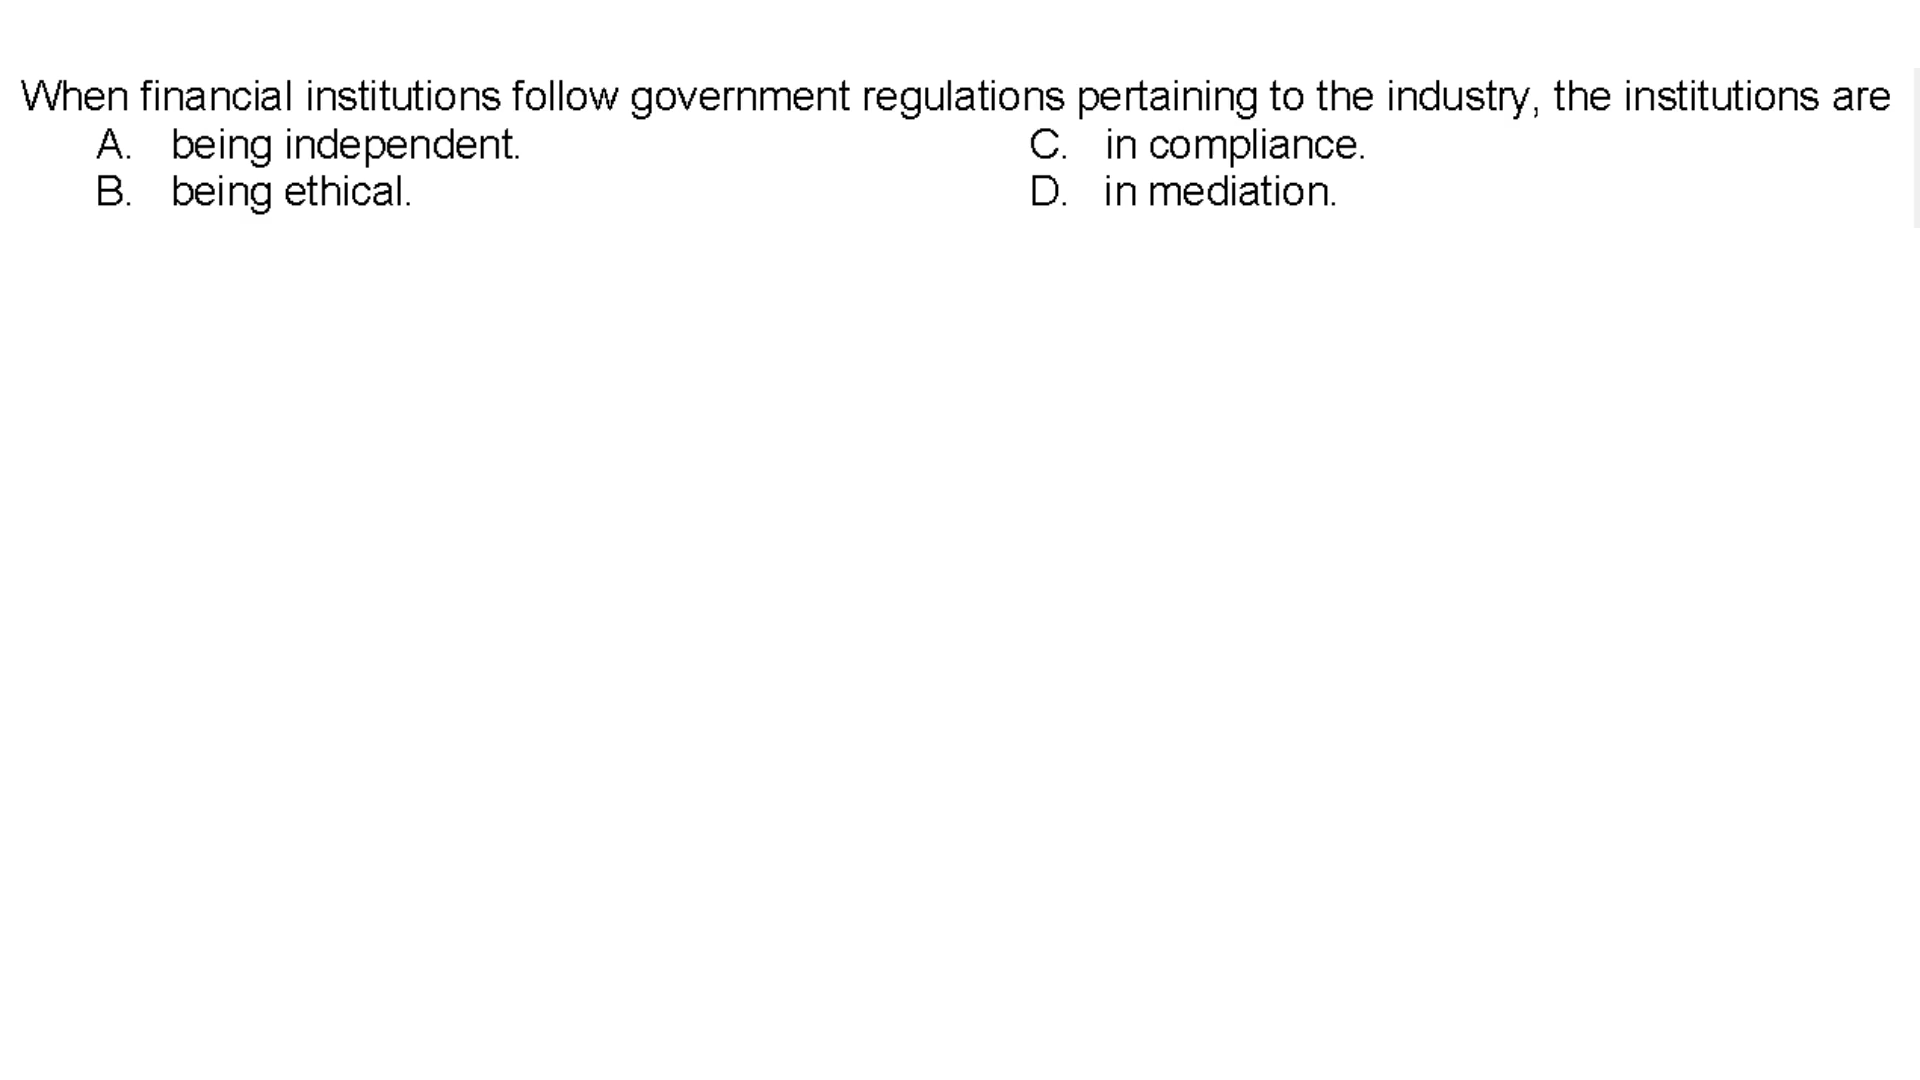 When financial institutions follow government regulations pertaining to the industry, the institutions are
A. being independent. C. in compliance.
B. being ethical. D. in mediation.